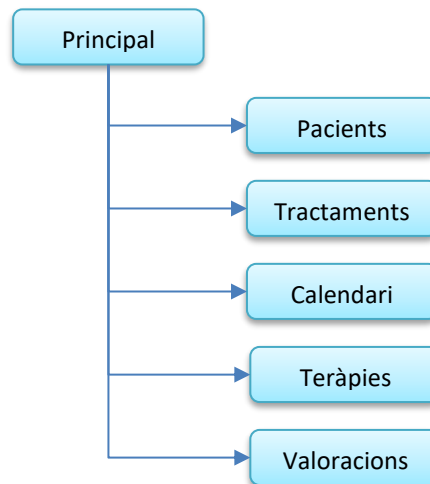 Principal
Pacients
Tractaments
Calendari
Teràpies
Valoracions